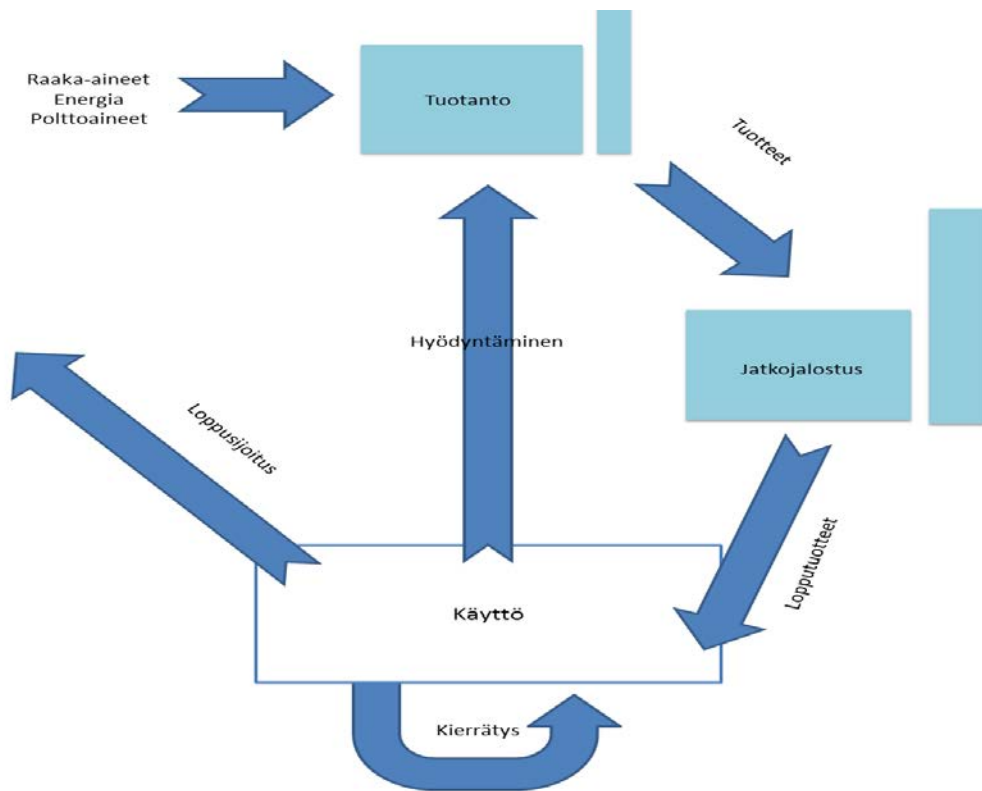 Raaka-aineet
Energia
Polttoaineet
Tuotanto
Tuotteet
Hyödyntäminen
Jatkojalostus
Loppusijoitus
Lopputuotteet
Käyttö
Kierrätys